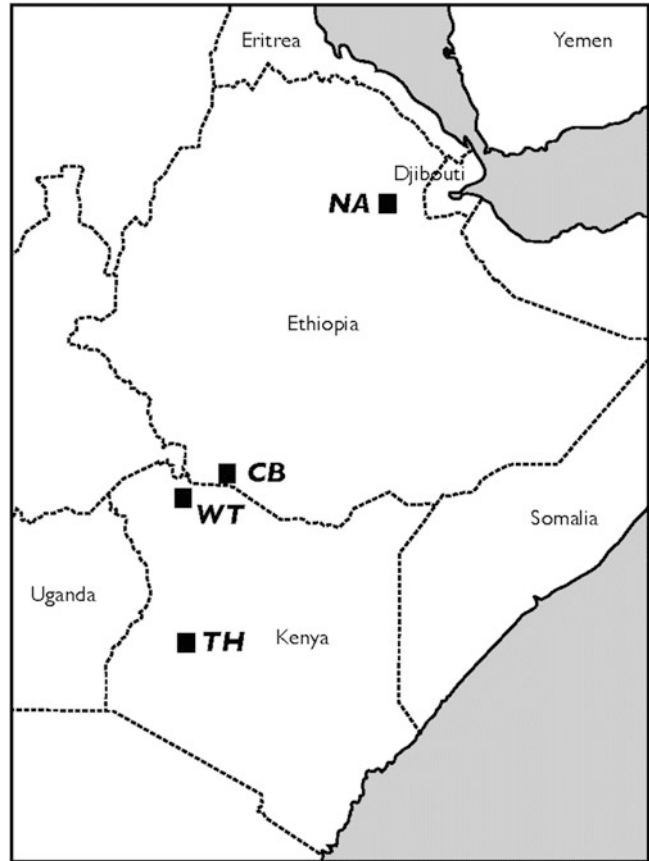 Eritrea
Yemen
Djibouti
NA
Ethiopia
CB
WT
Somalia
Uganda
TH
Kenya